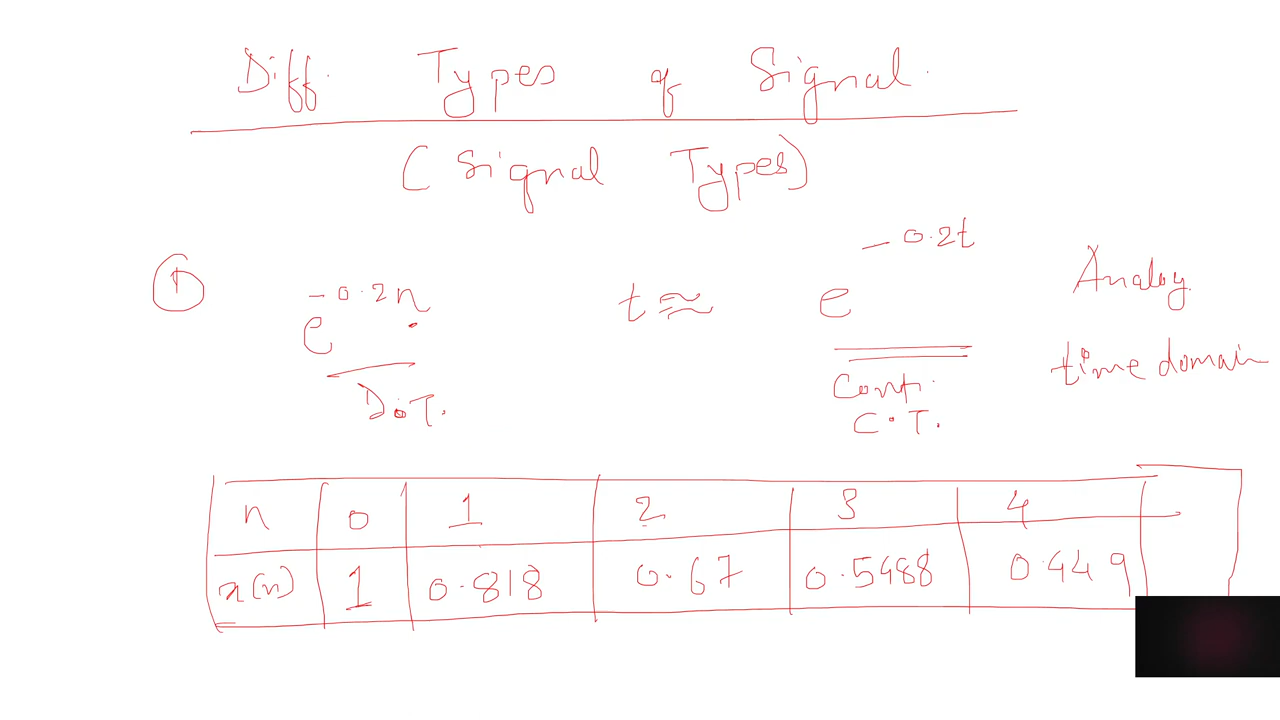 Diff. Types of Signal.
(Signal Types)
① e^-0.2n t ≈ e^-0.2t Analog
D.T. Cont. time domain
C.T.
n 0 1 2 3 4
x(n) 1 0.818 0.67 0.5488 0.449